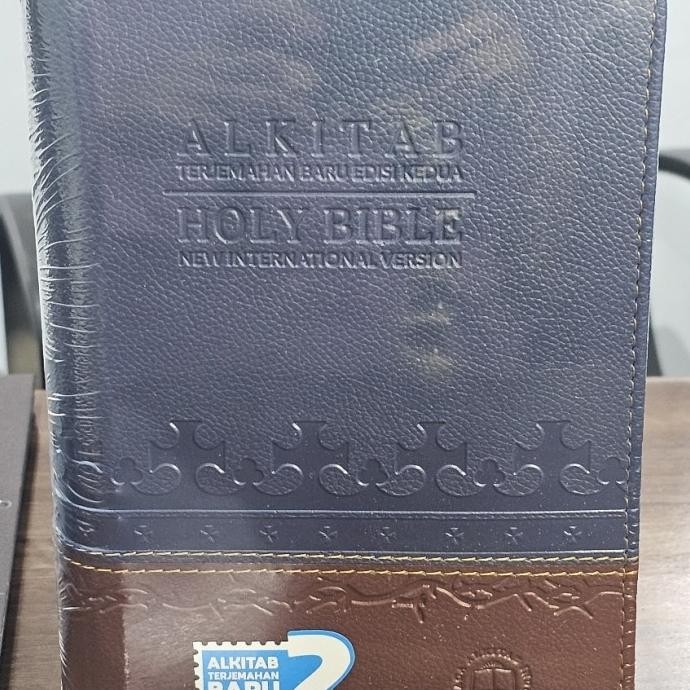 ALKITAB
TERJEMAHAN BARU EDISI KEDUA
HOLY BIBLE
NEW INTERNATIONAL VERSION
ALKITAB
TERJEMAHAN
BARU
2